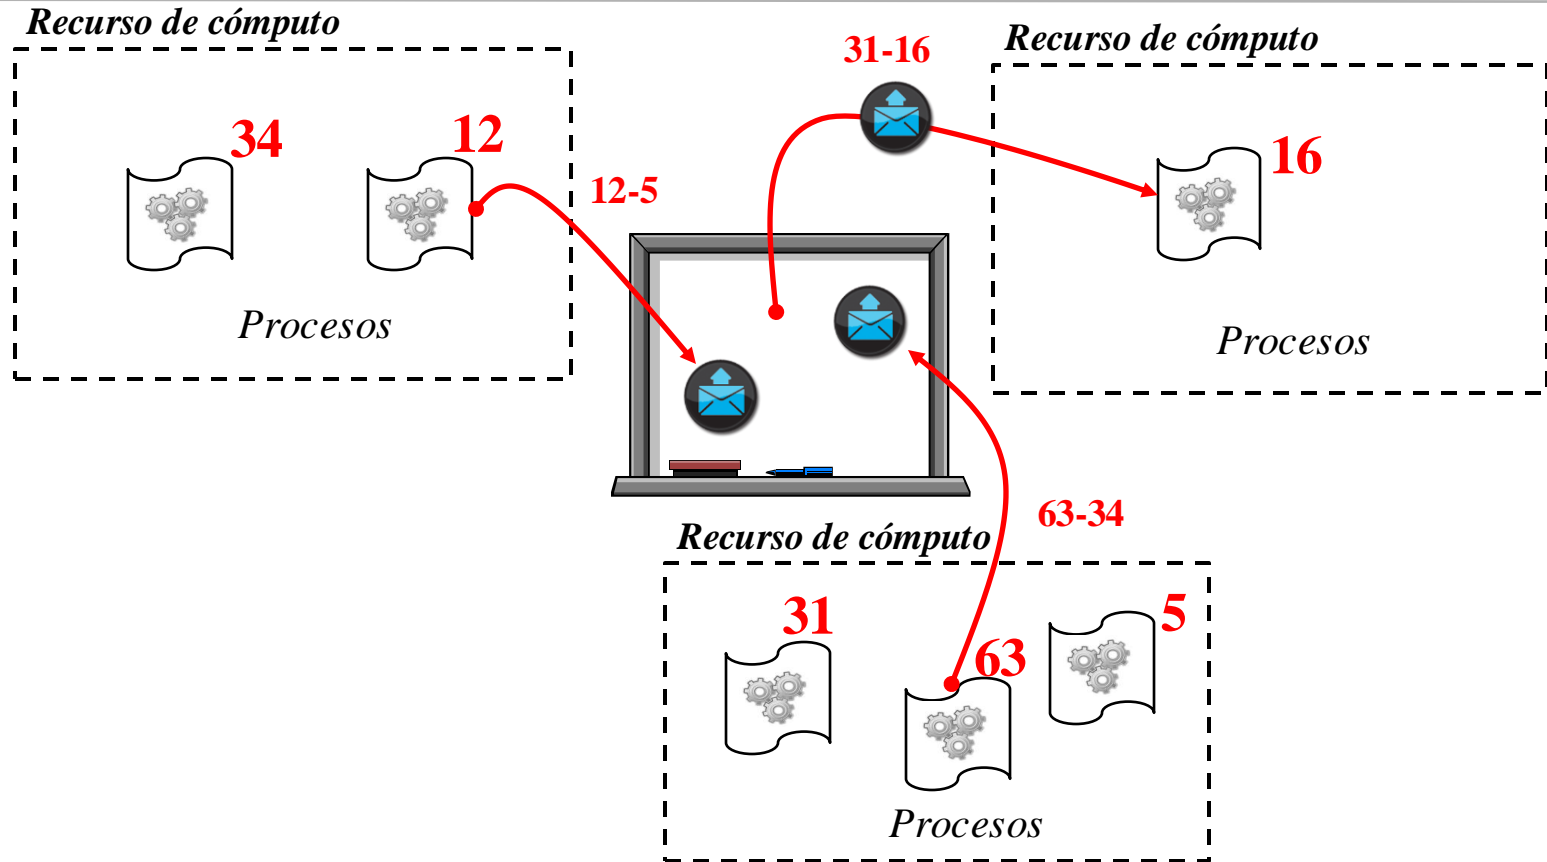 Recurso de cómputo
34
12
Procesos
12-5
31-16
Recurso de cómputo
16
Procesos
63-34
Recurso de cómputo
31
63
5
Procesos